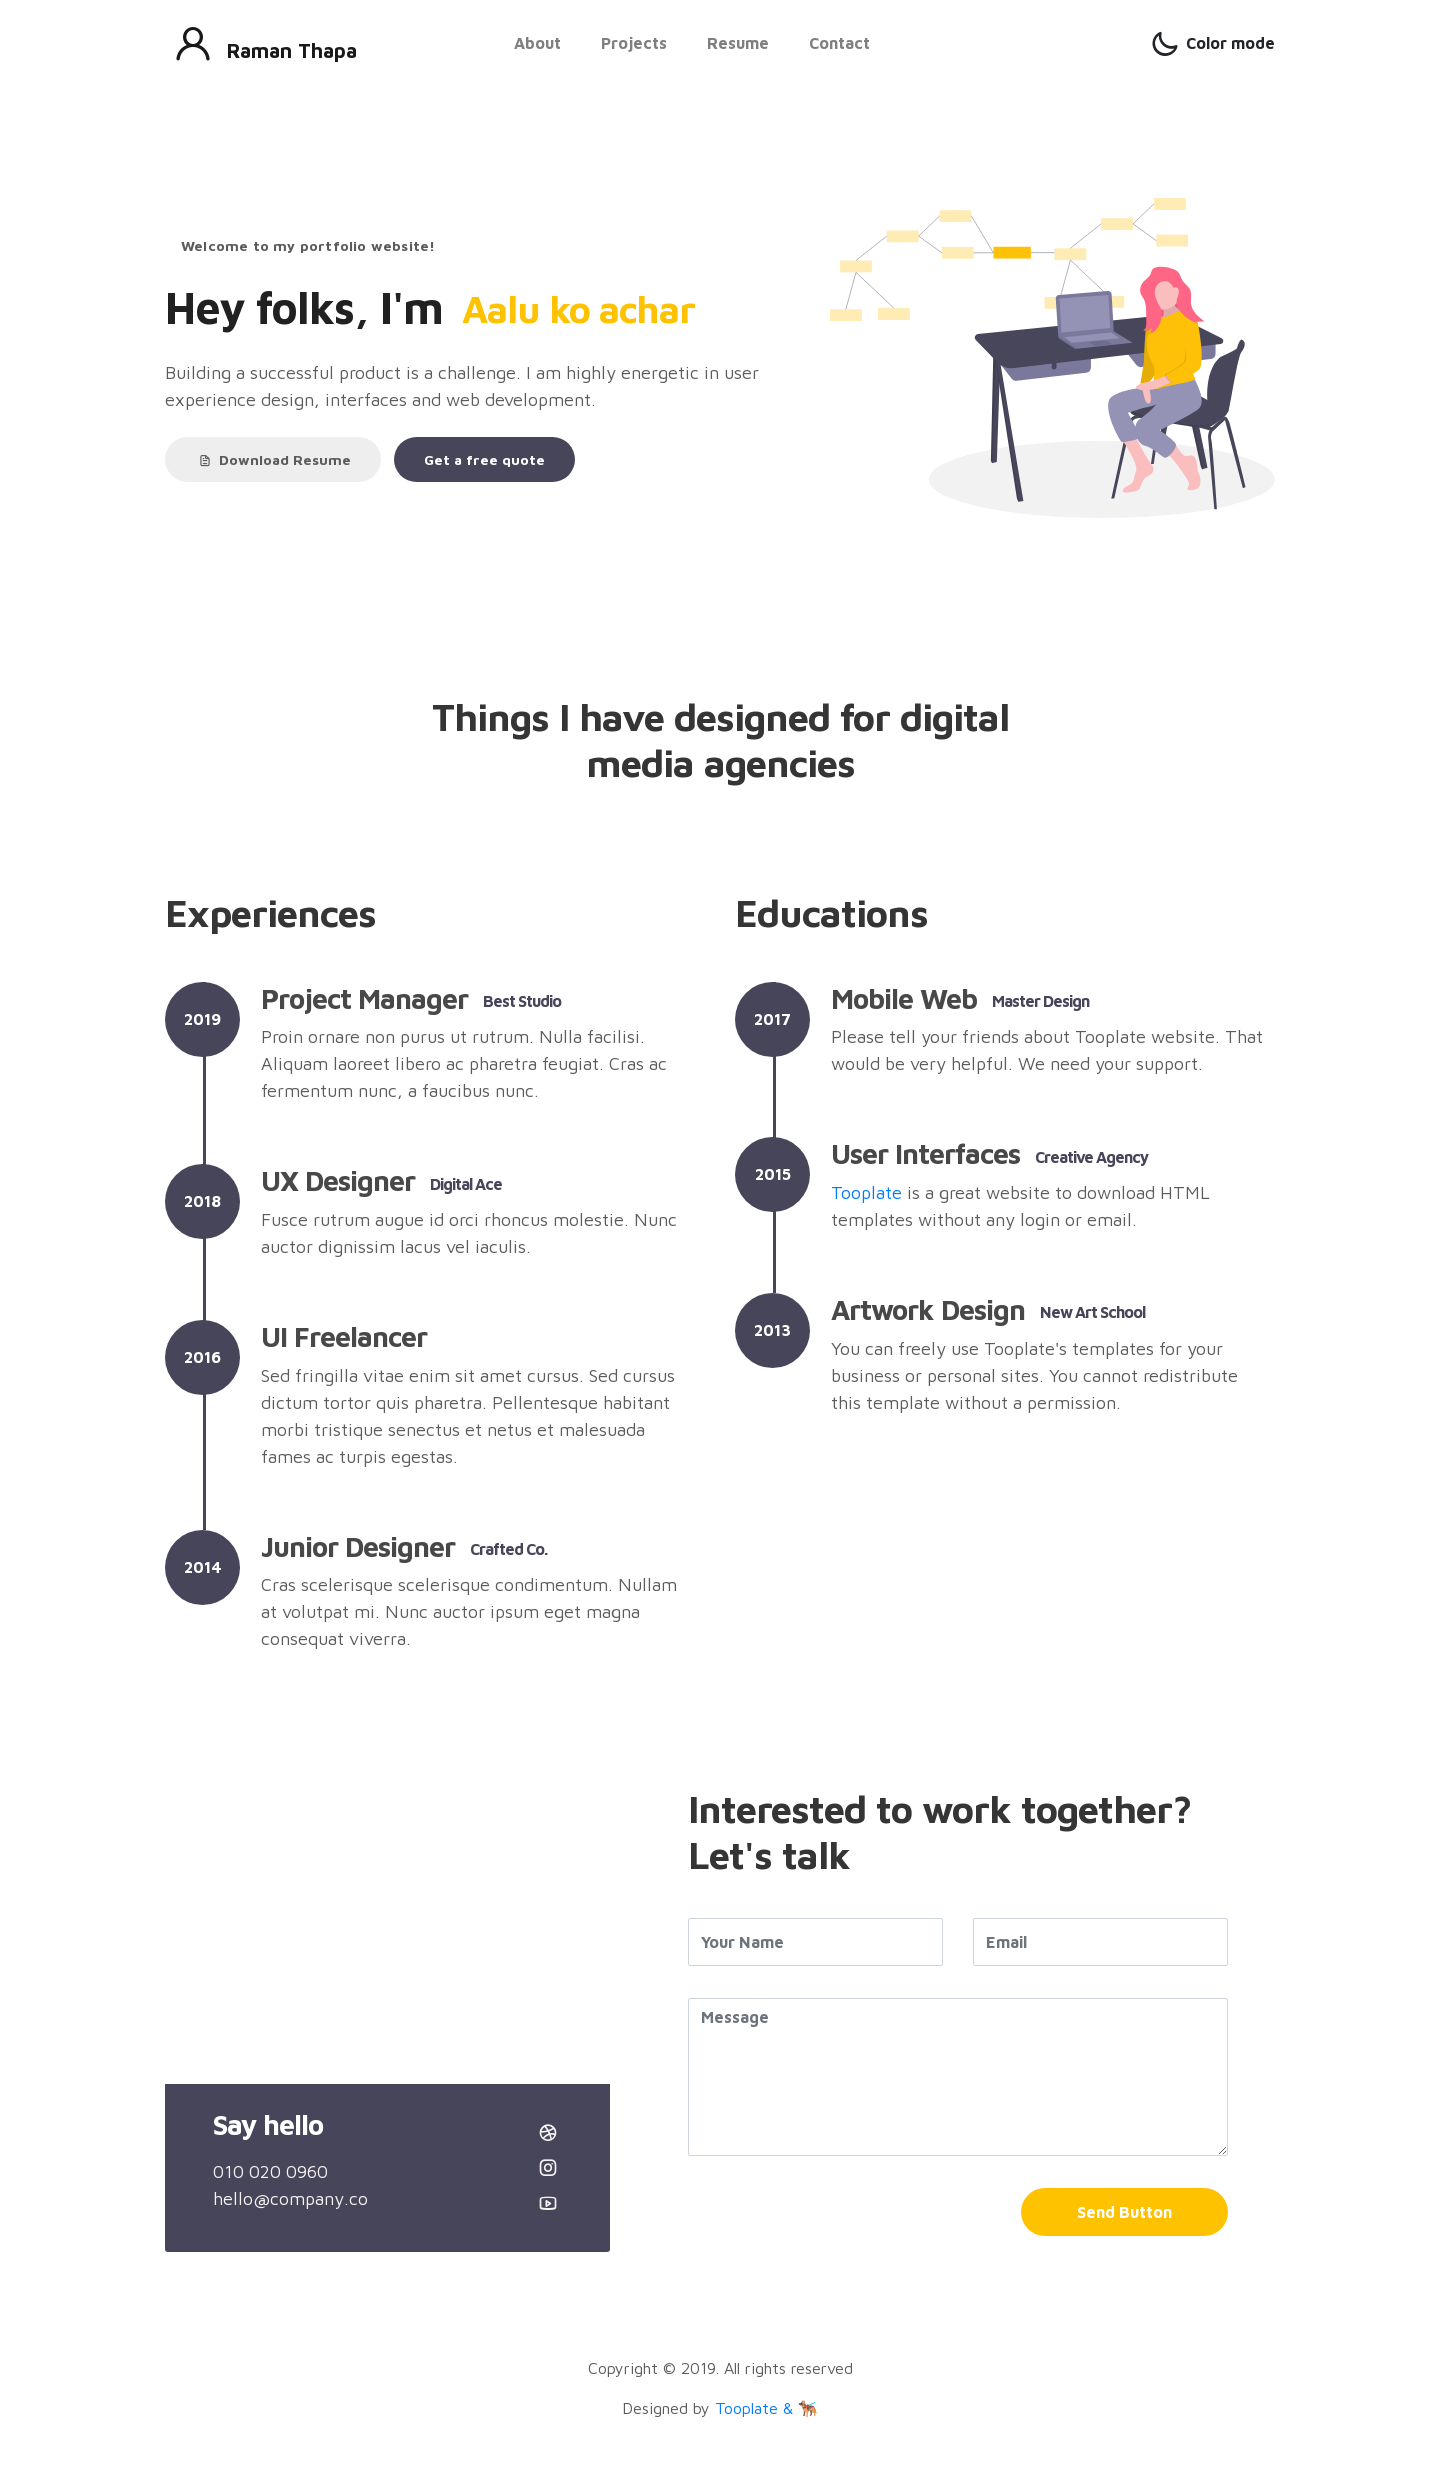 Raman Thapa
About
Projects
Resume
Contact
Color mode
Welcome to my portfolio website!
Hey folks, I'm Aalu ko achar
Building a successful product is a challenge. I am highly energetic in user
experience design, interfaces and web development.
Download Resume
Get a free quote
Things I have designed for digital
media agencies
Experiences
2019
Project Manager Best Studio
Proin ornare non purus ut rutrum. Nulla facilisi.
Aliquam laoreet libero ac pharetra feugiat. Cras ac
fermentum nunc, a faucibus nunc.
2018
UX Designer Digital Ace
Fusce rutrum augue id orci rhoncus molestie. Nunc
auctor dignissim lacus vel iaculis.
2016
UI Freelancer
Sed fringilla vitae enim sit amet cursus. Sed cursus
dictum tortor quis pharetra. Pellentesque habitant
morbi tristique senectus et netus et malesuada
fames ac turpis egestas.
2014
Junior Designer Crafted Co.
Cras scelerisque scelerisque condimentum. Nullam
at volutpat mi. Nunc auctor ipsum eget magna
consequat viverra.
Educations
2017
Mobile Web Master Design
Please tell your friends about Tooplate website. That
would be very helpful. We need your support.
2015
User Interfaces Creative Agency
Tooplate is a great website to download HTML
templates without any login or email.
2013
Artwork Design New Art School
You can freely use Tooplate's templates for your
business or personal sites. You cannot redistribute
this template without a permission.
Say hello
010 020 0960
hello@company.co
Interested to work together?
Let's talk
Your Name
Email
Message
Send Button
Copyright © 2019. All rights reserved
Designed by Tooplate & 🐕‍🦺